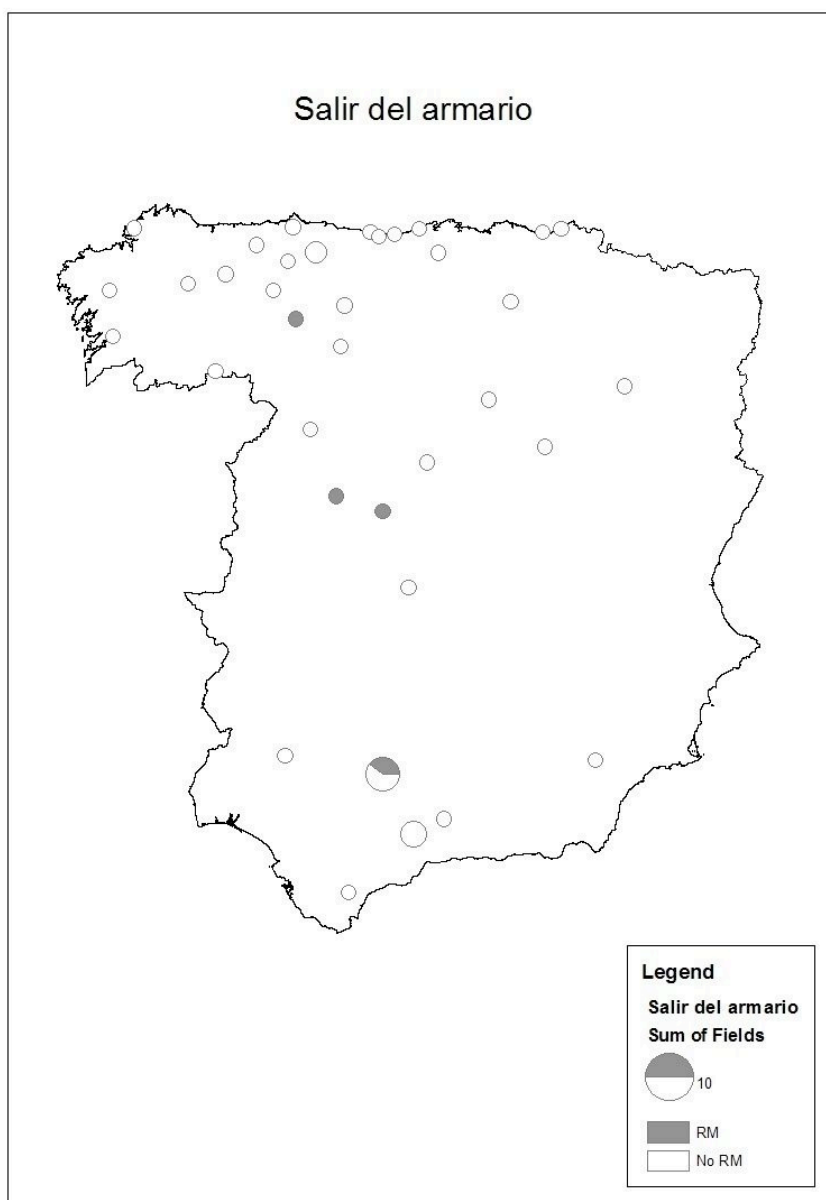 Salir del armario
Legend
Salir del armario
Sum of Fields
10
RM
No RM